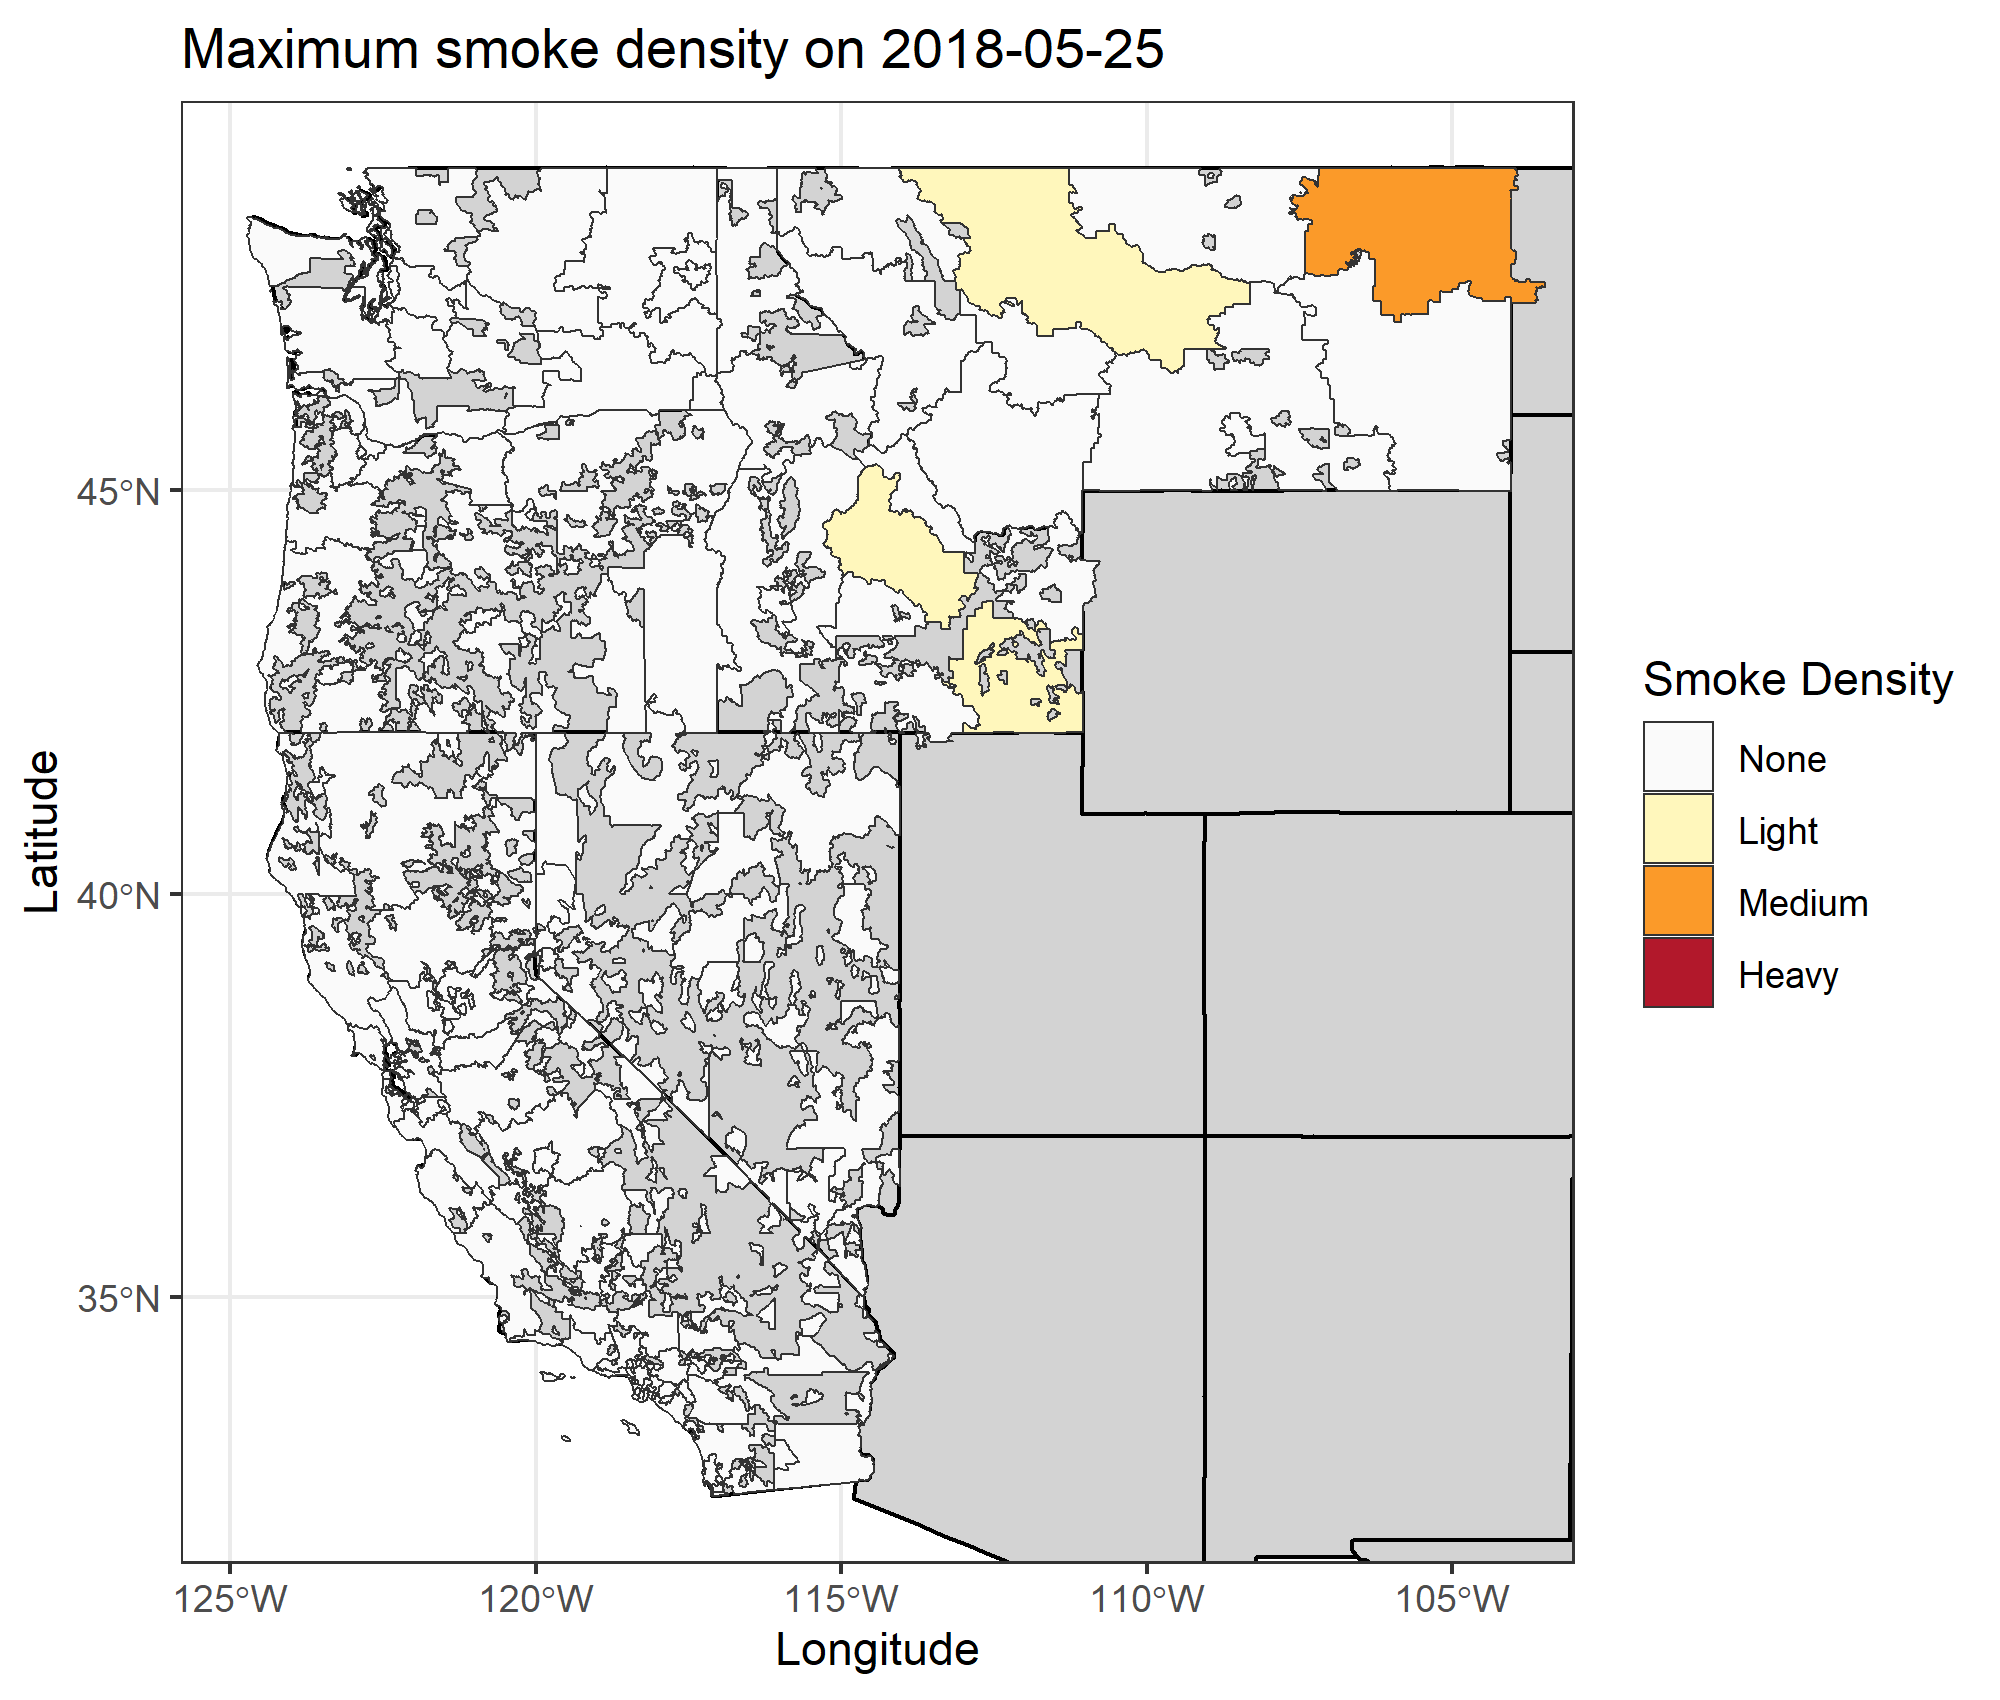 Maximum smoke density on 2018-05-25
45°N
40°N
35°N
Latitude
125°W
120°W
115°W
110°W
105°W
Longitude
Smoke Density
None
Light
Medium
Heavy